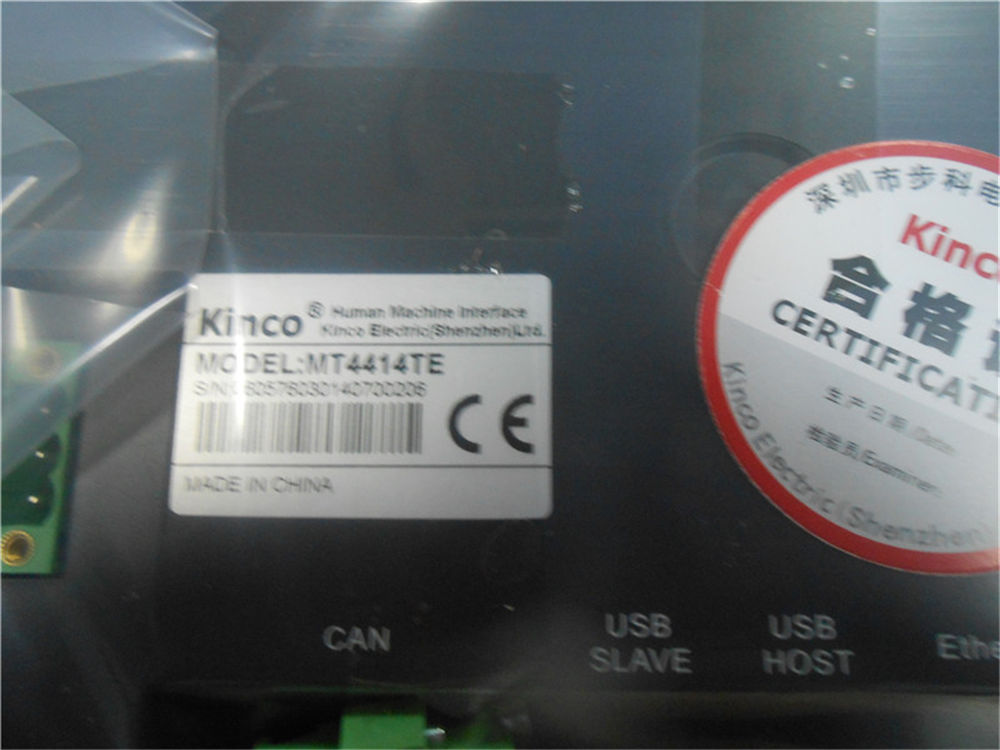 Kinco® Human Machine Interface
Kinco Electric(Shenzhen)Ltd.
MODEL:MT4414TE
S/N:
MADE IN CHINA
CE
深圳市步科电
Kinco
合格
CERTIFICATI
生产日期/Date:
检验员/Examiner:
Kinco Electric (Shenzhen)
CAN
USB
SLAVE
USB
HOST
Ethe